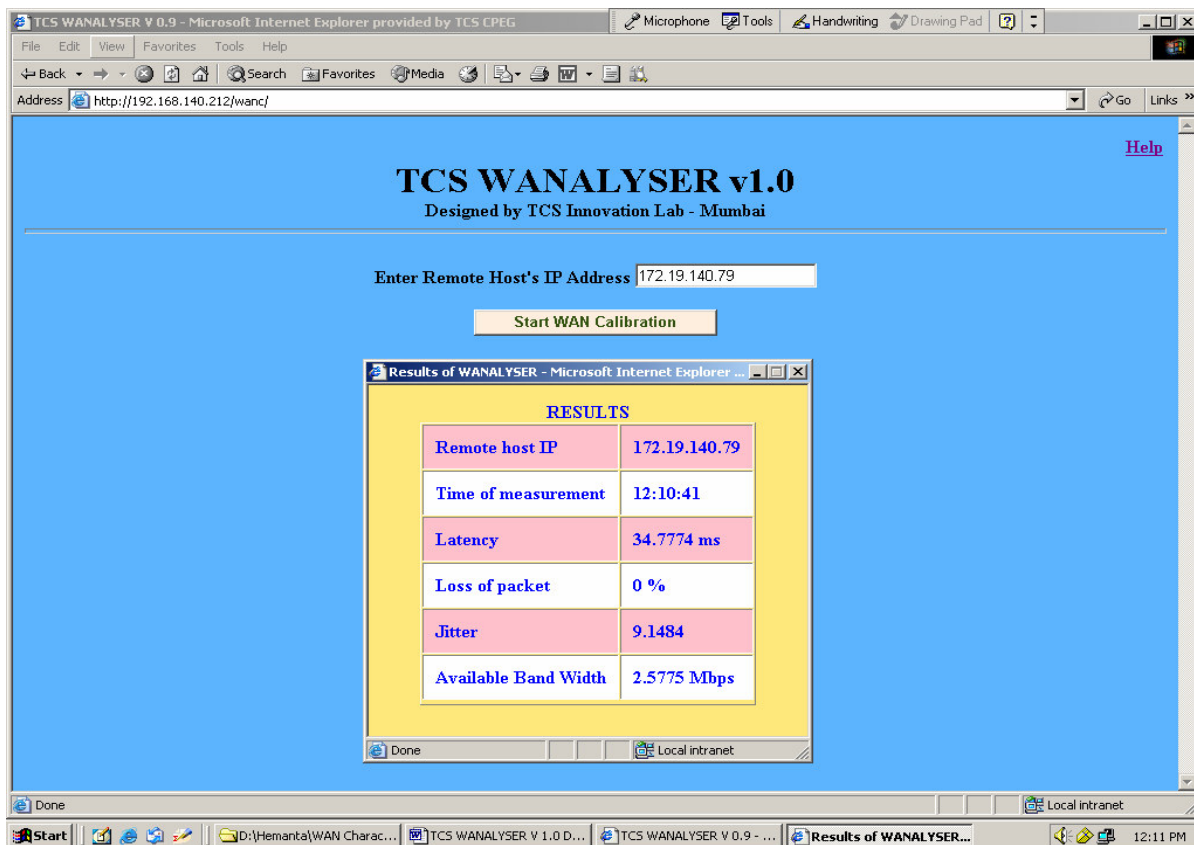 TCS WANALYSER V 0.9 - Microsoft Internet Explorer provided by TCS CPEG
Microphone Tools Handwriting Drawing Pad
File Edit View Favorites Tools Help
Back Search Favorites Media
Address http://192.168.140.212/wanc/ Go Links »
Help
TCS WANALYSER v1.0
Designed by TCS Innovation Lab - Mumbai
Enter Remote Host's IP Address 172.19.140.79
Start WAN Calibration
Results of WANALYSER - Microsoft Internet Explorer ...
RESULTS
Remote host IP 172.19.140.79
Time of measurement 12:10:41
Latency 34.7774 ms
Loss of packet 0 %
Jitter 9.1484
Available Band Width 2.5775 Mbps
Done Local intranet
Done Local intranet
Start D:\Hemanta\WAN Charac... TCS WANALYSER V 1.0 D... TCS WANALYSER V 0.9 - ... Results of WANALYSER... 12:11 PM